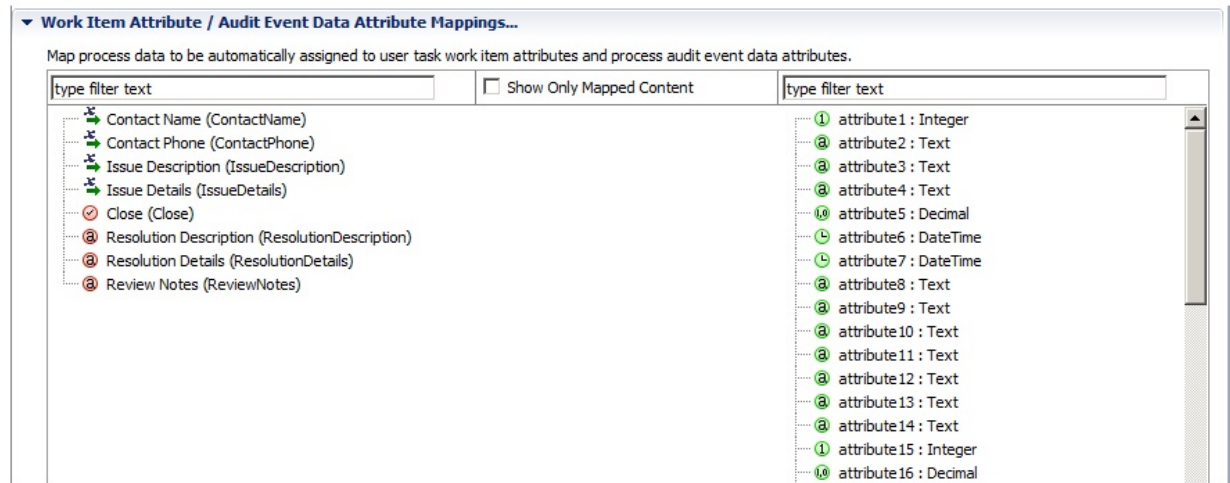 Work Item Attribute / Audit Event Data Attribute Mappings...
Map process data to be automatically assigned to user task work item attributes and process audit event data attributes.
type filter text
Show Only Mapped Content
type filter text
Contact Name (ContactName)
Contact Phone (ContactPhone)
Issue Description (IssueDescription)
Issue Details (IssueDetails)
Close (Close)
Resolution Description (ResolutionDescription)
Resolution Details (ResolutionDetails)
Review Notes (ReviewNotes)
attribute1 : Integer
attribute2 : Text
attribute3 : Text
attribute4 : Text
attribute5 : Decimal
attribute6 : DateTime
attribute7 : DateTime
attribute8 : Text
attribute9 : Text
attribute10 : Text
attribute11 : Text
attribute12 : Text
attribute13 : Text
attribute14 : Text
attribute15 : Integer
attribute16 : Decimal